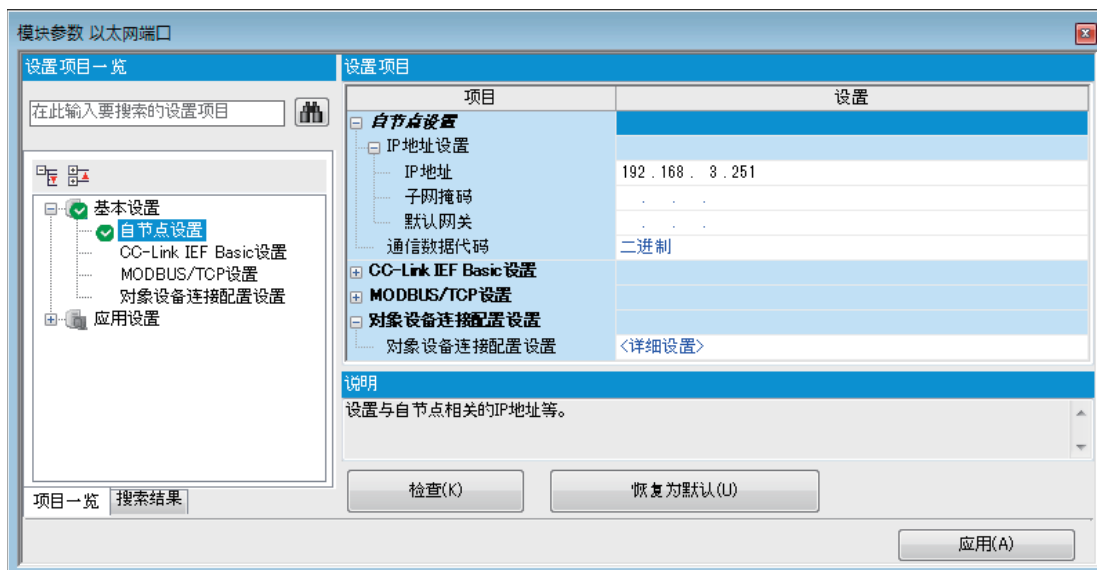 模块参数 以太网端口
设置项目一览
在此输入要搜索的设置项目
基本设置
自节点设置
CC-Link IEF Basic设置
MODBUS/TCP设置
对象设备连接配置设置
应用设置
项目一览
搜索结果
设置项目
项目 设置
自节点设置
IP地址设置
IP地址 192 . 168 . 3 . 251
子网掩码 . . .
默认网关 . . .
通信数据代码 二进制
CC-Link IEF Basic设置
MODBUS/TCP设置
对象设备连接配置设置
对象设备连接配置设置 <详细设置>
说明
设置与自节点相关的IP地址等。
检查(K) 恢复为默认(U)
应用(A)